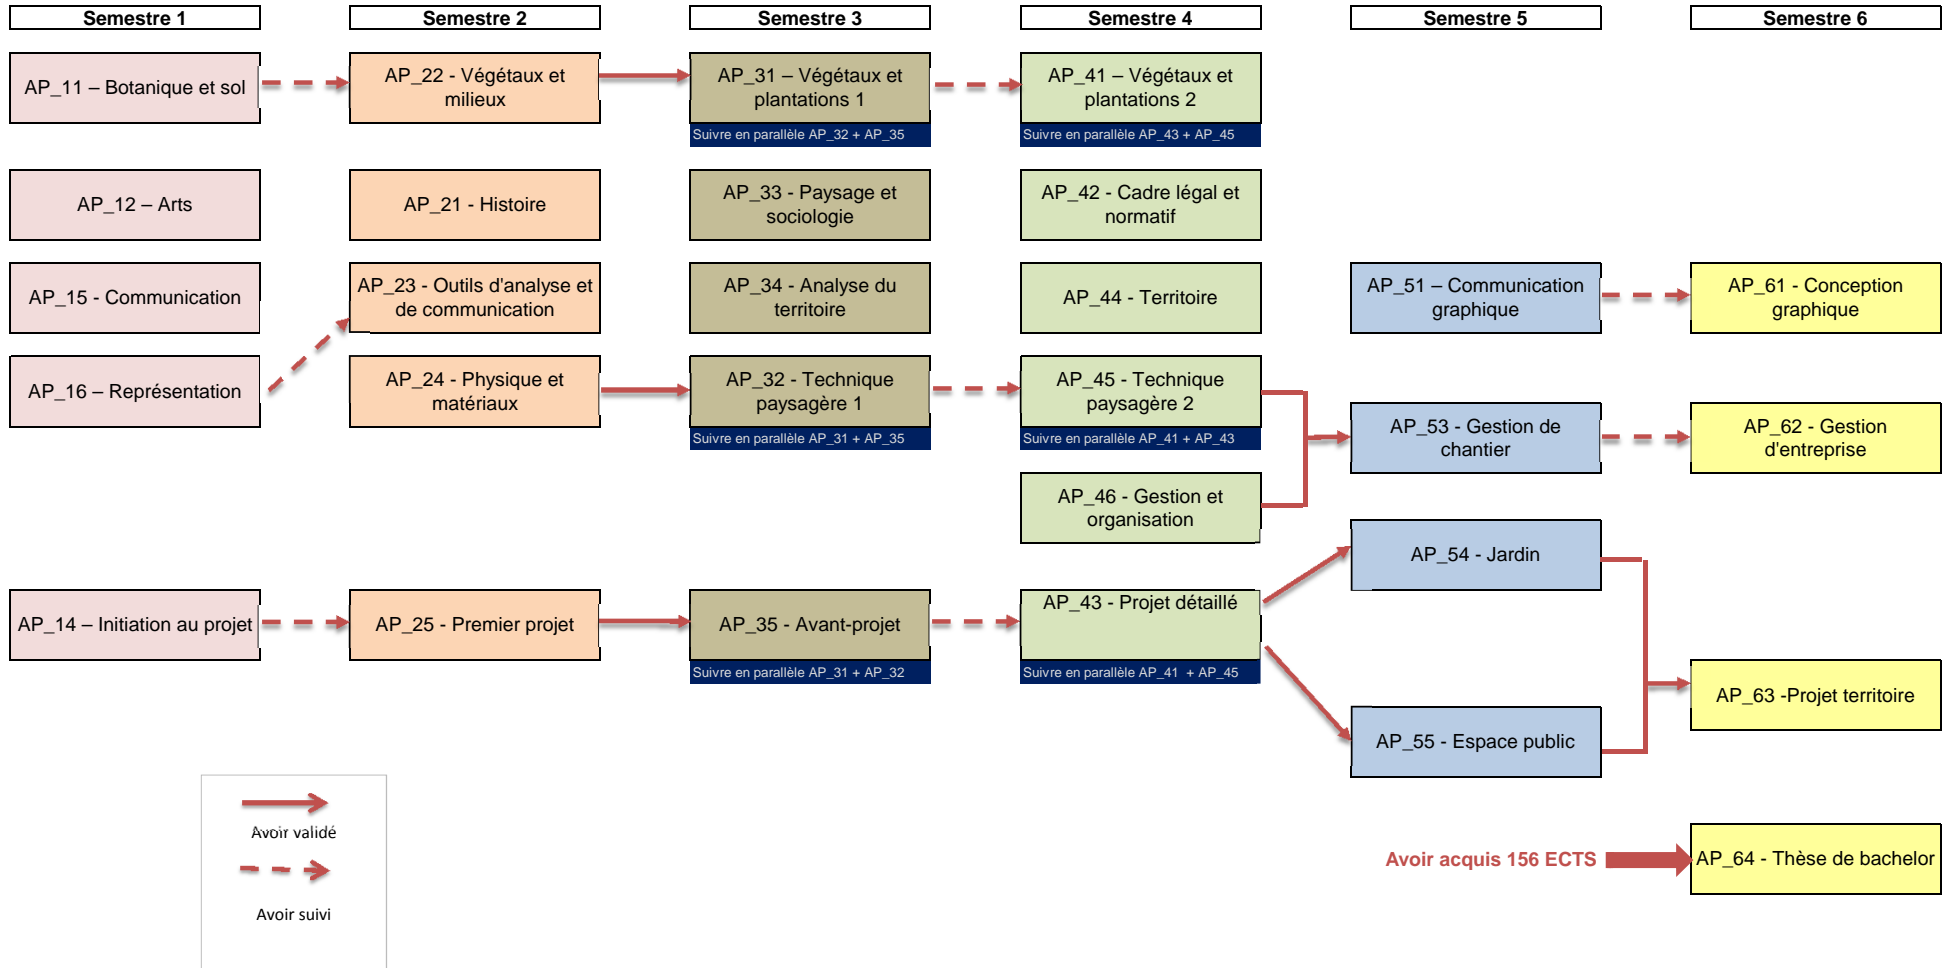 Semestre 1
Semestre 2
Semestre 3
Semestre 4
Semestre 5
Semestre 6
AP_11 – Botanique et sol
AP_22 - Végétaux et
milieux
AP_31 – Végétaux et
plantations 1
Suivre en parallèle AP_32 + AP_35
AP_41 – Végétaux et
plantations 2
Suivre en parallèle AP_43 + AP_45
AP_12 – Arts
AP_21 - Histoire
AP_33 - Paysage et
sociologie
AP_42 - Cadre légal et
normatif
AP_15 - Communication
AP_23 - Outils d'analyse et
de communication
AP_34 - Analyse du
territoire
AP_44 - Territoire
AP_51 – Communication
graphique
AP_61 - Conception
graphique
AP_16 – Représentation
AP_24 - Physique et
matériaux
AP_32 - Technique
paysagère 1
Suivre en parallèle AP_31 + AP_35
AP_45 - Technique
paysagère 2
Suivre en parallèle AP_41 + AP_43
AP_53 - Gestion de
chantier
AP_62 - Gestion
d'entreprise
AP_46 - Gestion et
organisation
AP_54 - Jardin
AP_14 – Initiation au projet
AP_25 - Premier projet
AP_35 - Avant-projet
Suivre en parallèle AP_31 + AP_32
AP_43 - Projet détaillé
Suivre en parallèle AP_41 + AP_45
AP_63 -Projet territoire
AP_55 - Espace public
Avoir validé
Avoir suivi
Avoir acquis 156 ECTS
AP_64 - Thèse de bachelor